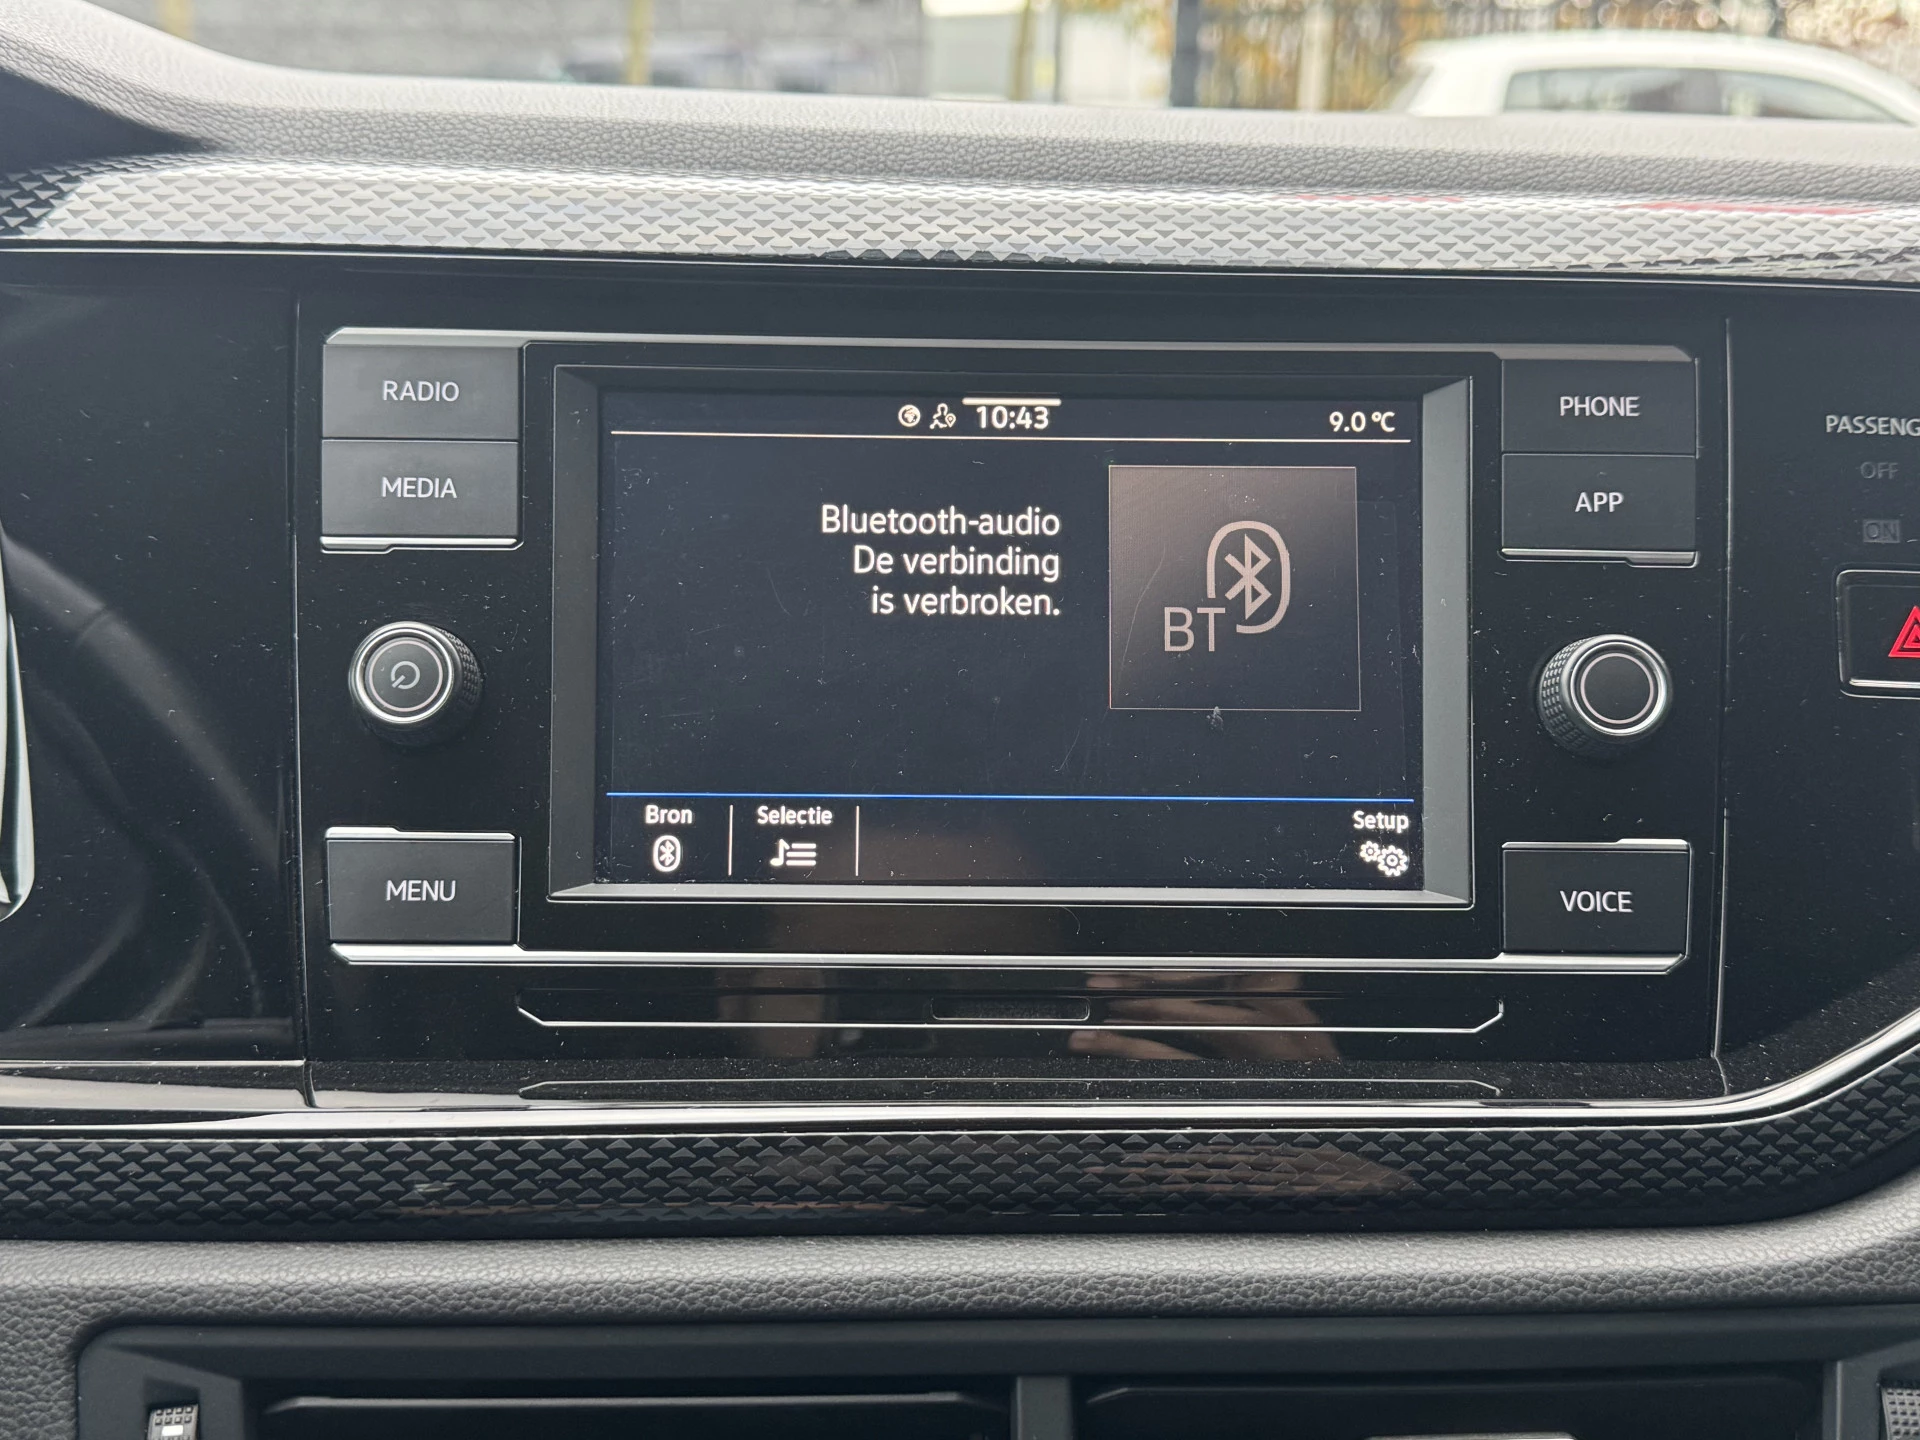 RADIO
MEDIA
MENU
10:43
9.0 °C
Bluetooth-audio
De verbinding
is verbroken.
BT
Bron
Selectie
Setup
PHONE
APP
VOICE
PASSENG
OFF
ON